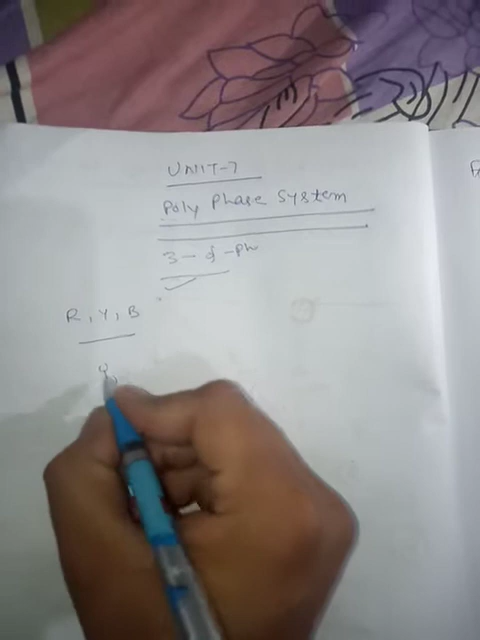 UNIT-7
Poly Phase System
3-ϕ-Ph
R, Y, B